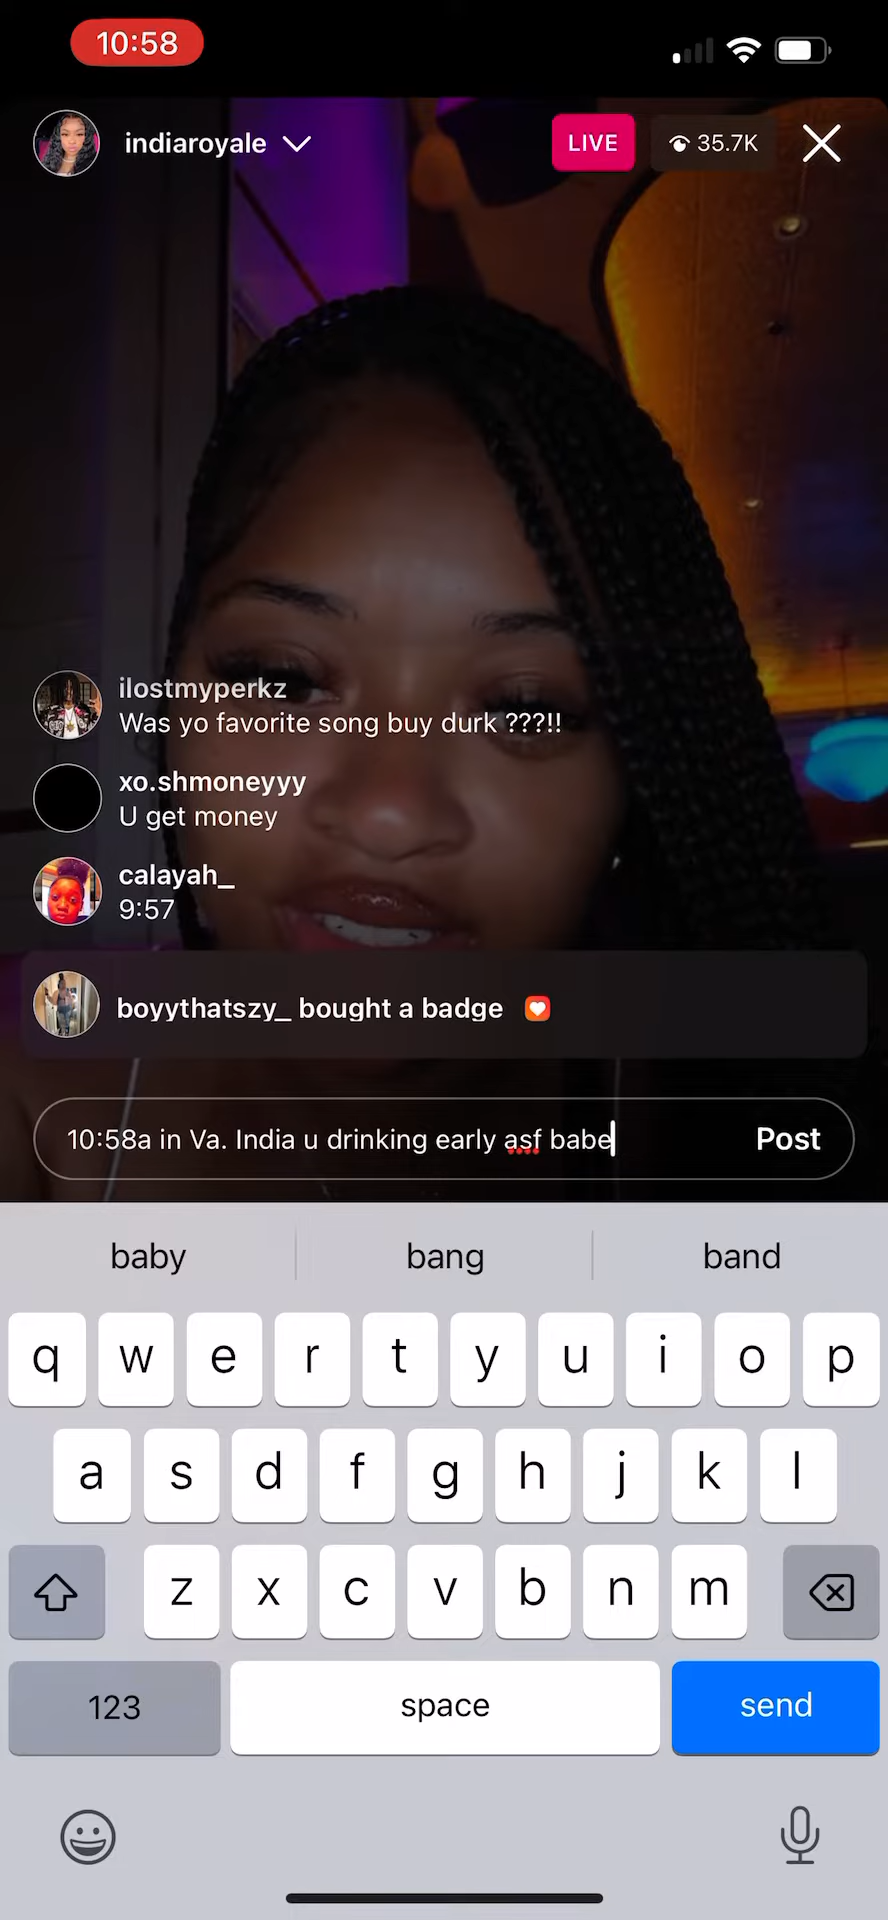 10:58
indiaroyale
LIVE
35.7K
ilostmyperkz
Was yo favorite song buy durk ???!!
xo.shmoneyyy
U get money
calayah_
9:57
boyythatszy_ bought a badge
10:58a in Va. India u drinking early asf babe
Post
baby bang band
q w e r t y u i o p
a s d f g h j k l
z x c v b n m
123 space send